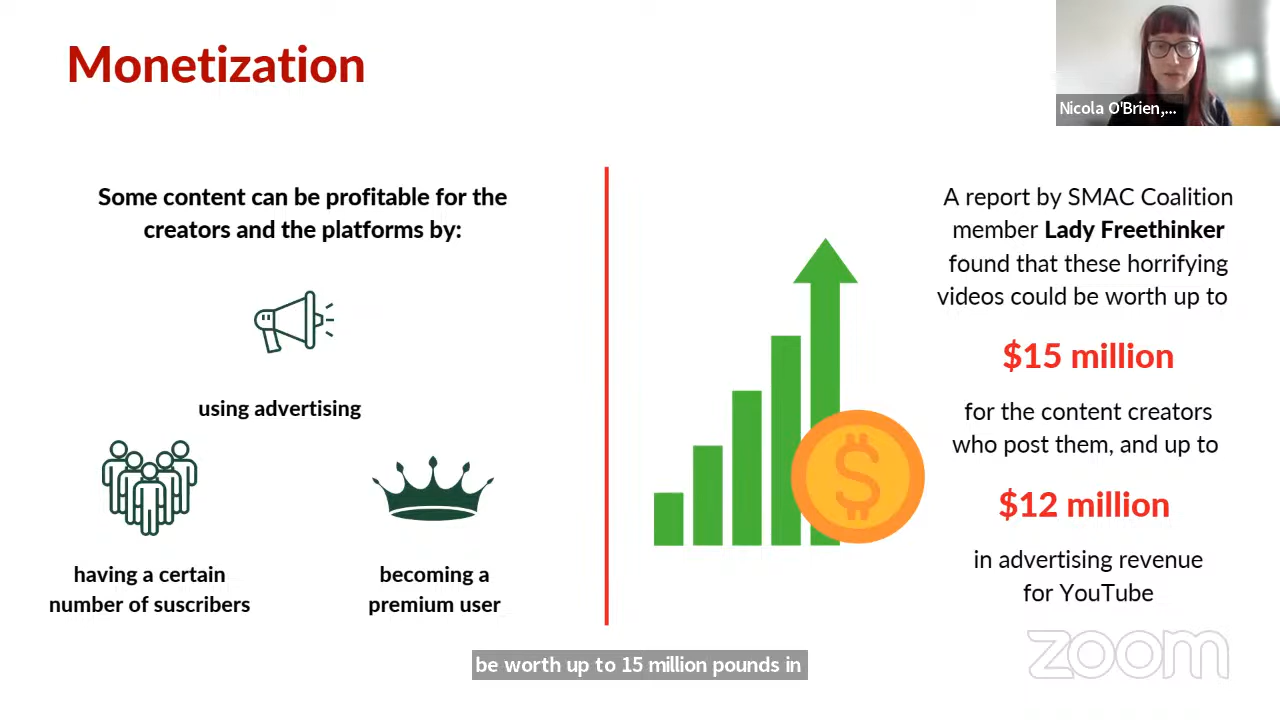 Monetization
Nicola O'Brien,...
Some content can be profitable for the
creators and the platforms by:
using advertising
having a certain
number of suscribers
becoming a
premium user
A report by SMAC Coalition
member Lady Freethinker
found that these horrifying
videos could be worth up to
$15 million
for the content creators
who post them, and up to
$12 million
in advertising revenue
for YouTube
$
be worth up to 15 million pounds in
zoom